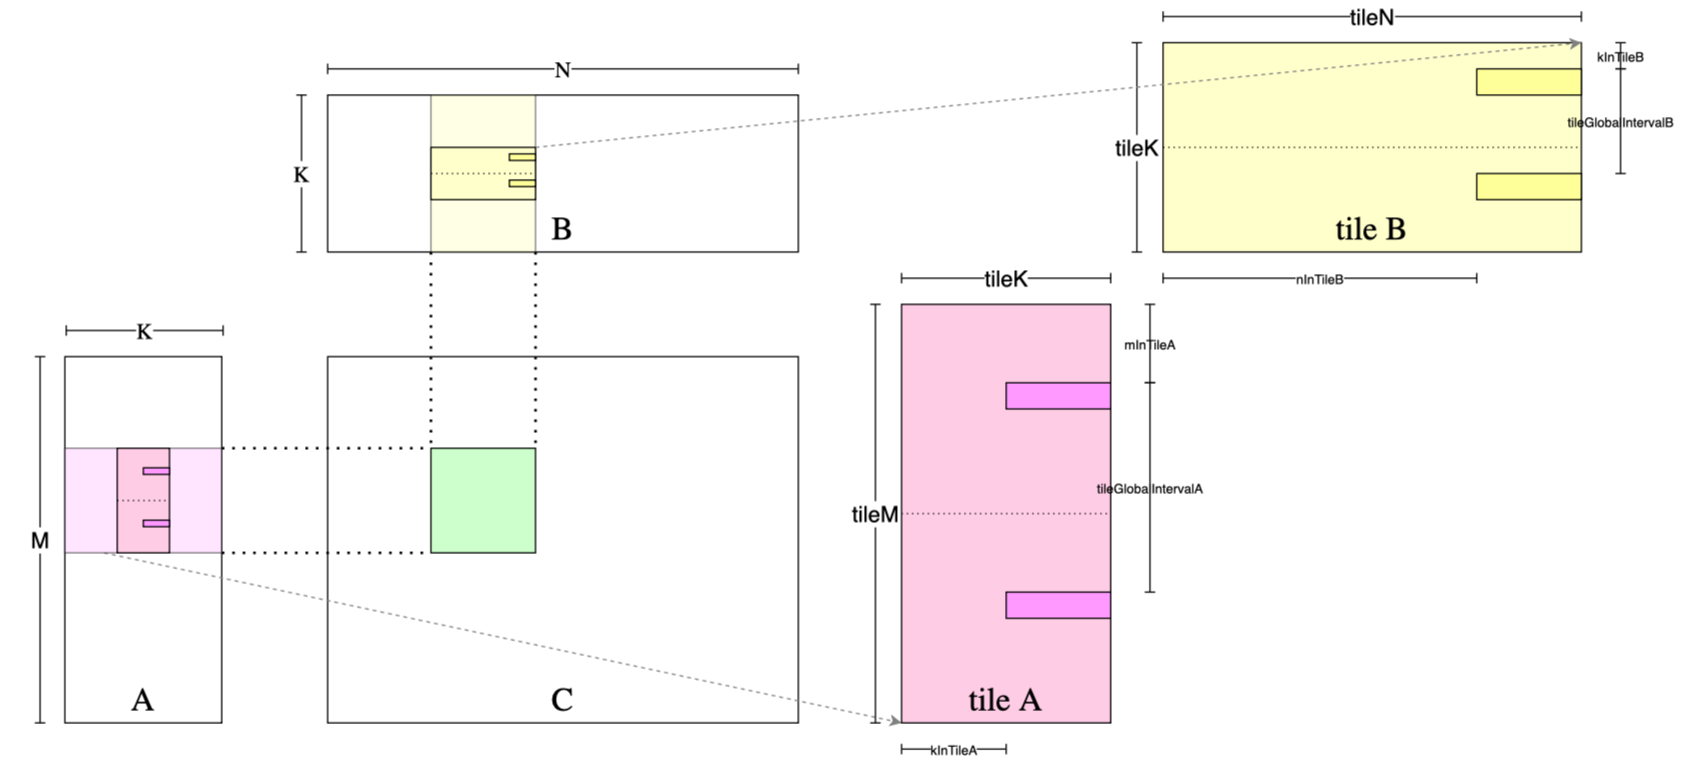 tileN
kInTileB
N
tileGlobalIntervalB
tileK
K
B
tile B
tileK
nInTileB
K
mInTileA
tileGlobalIntervalA
tileM
M
A
C
tile A
kInTileA